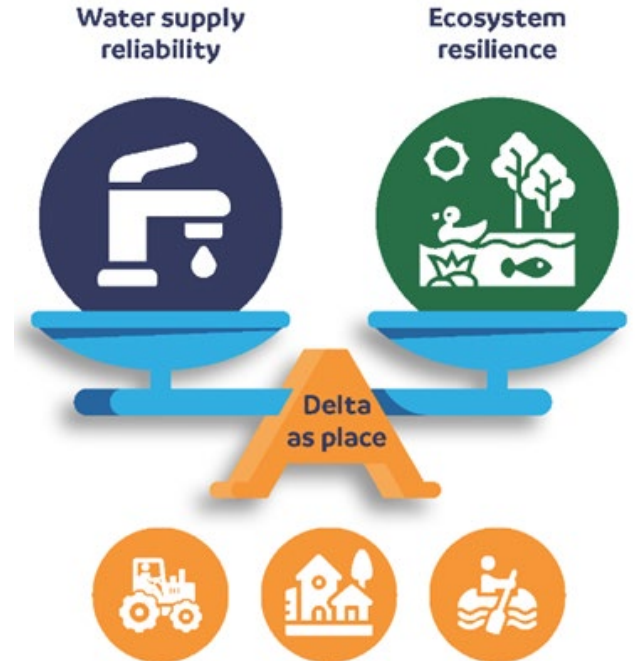 Water supply
reliability
Ecosystem
resilience
Delta
as place